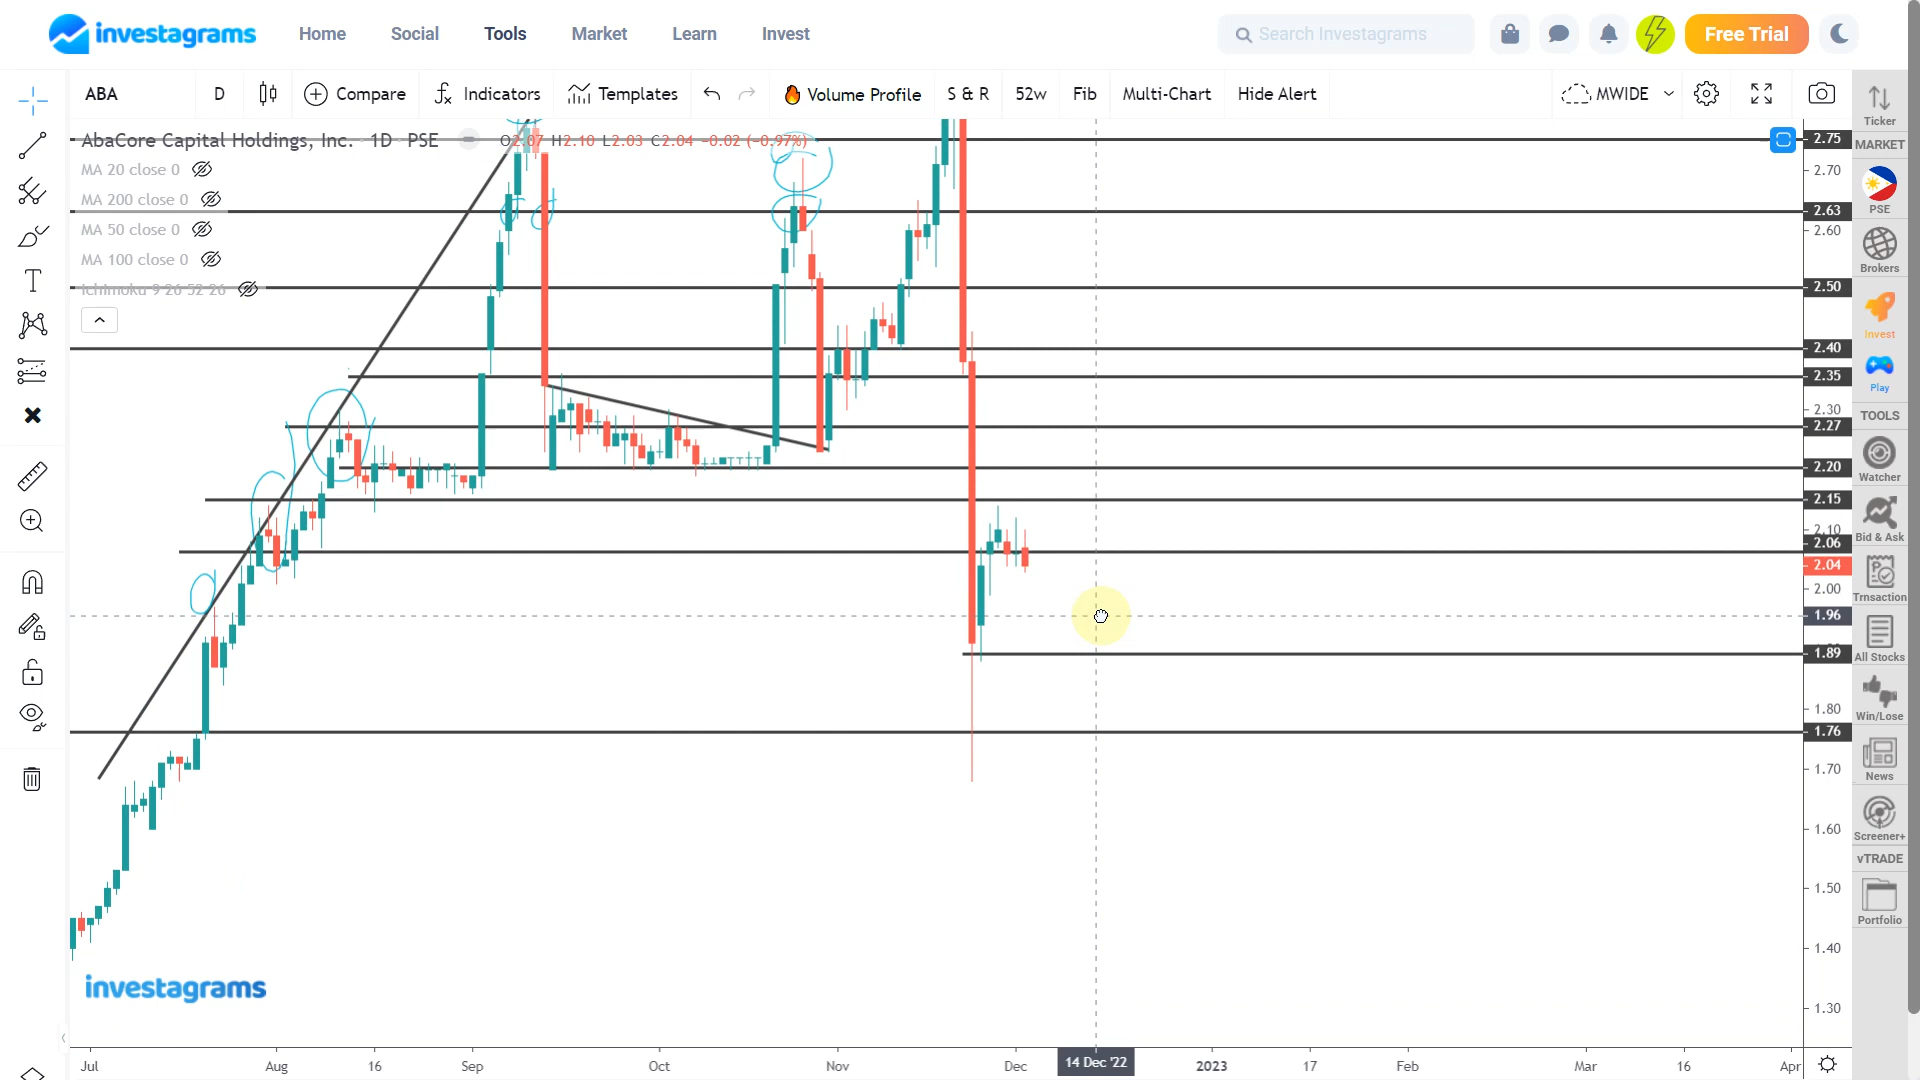 investagrams
Home
Social
Tools
Market
Learn
Invest
Search Investagrams
Free Trial
ABA
D
Compare
Indicators
Templates
Volume Profile
S & R
52w
Fib
Multi-Chart
Hide Alert
MWIDE
AbaCore Capital Holdings, Inc. · 1D · PSE
O2.07 H2.10 L2.03 C2.04 −0.02 (−0.97%)
MA 20 close 0
MA 200 close 0
MA 50 close 0
MA 100 close 0
Ichimoku 9 26 52 26
2.75
2.70
2.63
2.60
2.50
2.40
2.35
2.30
2.27
2.20
2.15
2.10
2.06
2.04
2.00
1.96
1.89
1.80
1.76
1.70
1.60
1.50
1.40
1.30
Ticker
MARKET
PSE
Brokers
Invest
Play
TOOLS
Watcher
Bid & Ask
Trnsaction
All Stocks
Win/Lose
News
Screener+
vTRADE
Portfolio
investagrams
Jul
Aug
16
Sep
Oct
Nov
Dec
14 Dec '22
2023
17
Feb
Mar
16
Apr